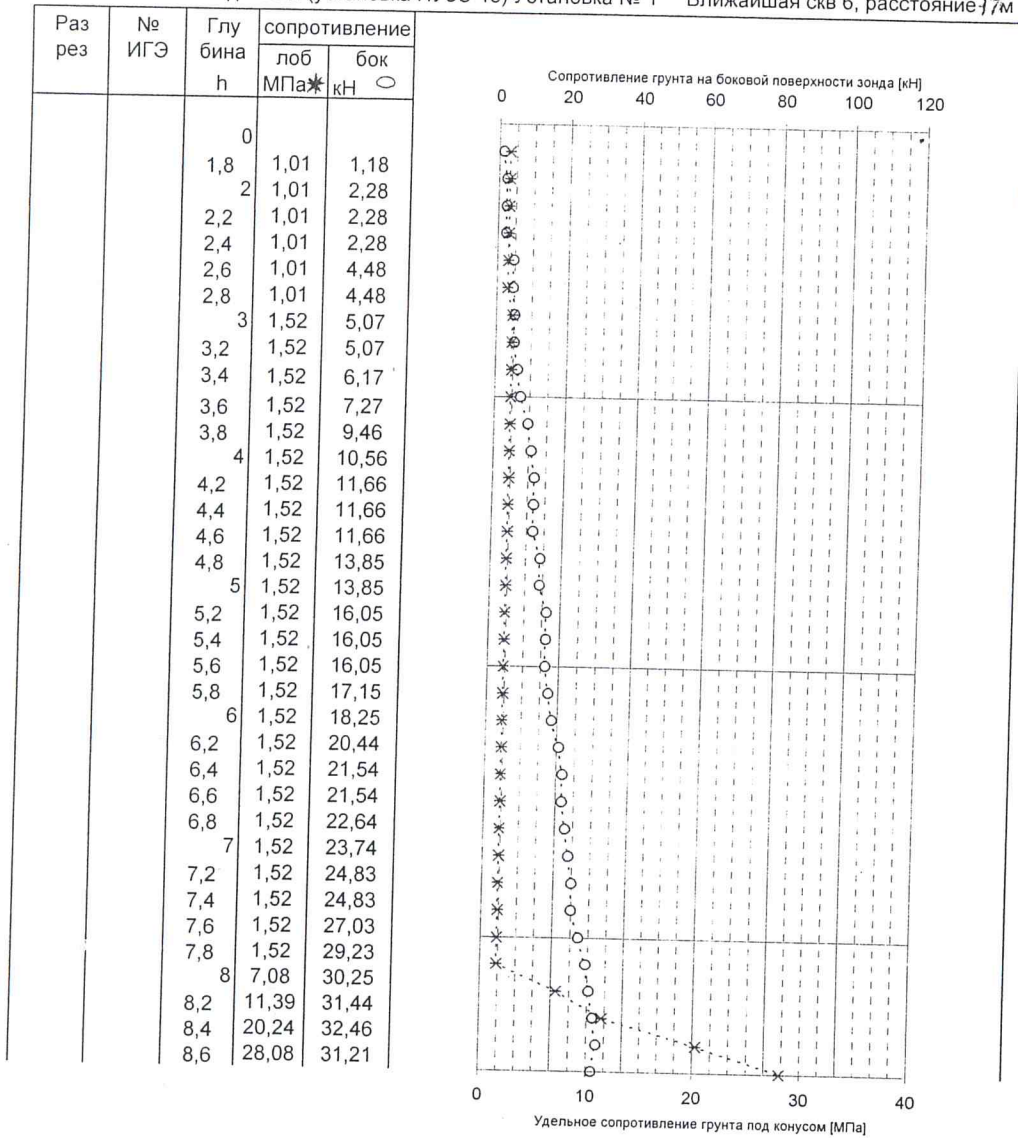 Установка № 1 Ближайшая скв 6, расстояние 17м
Раз рез № ИГЭ Глу бина h сопротивление
лоб МПа бок кН
0
1,8 1,01 1,18
2 1,01 2,28
2,2 1,01 2,28
2,4 1,01 2,28
2,6 1,01 4,48
2,8 1,01 4,48
3 1,52 5,07
3,2 1,52 5,07
3,4 1,52 6,17
3,6 1,52 7,27
3,8 1,52 9,46
4 1,52 10,56
4,2 1,52 11,66
4,4 1,52 11,66
4,6 1,52 11,66
4,8 1,52 13,85
5 1,52 13,85
5,2 1,52 16,05
5,4 1,52 16,05
5,6 1,52 16,05
5,8 1,52 17,15
6 1,52 18,25
6,2 1,52 20,44
6,4 1,52 21,54
6,6 1,52 21,54
6,8 1,52 22,64
7 1,52 23,74
7,2 1,52 24,83
7,4 1,52 24,83
7,6 1,52 27,03
7,8 1,52 29,23
8 7,08 30,25
8,2 11,39 31,44
8,4 20,24 32,46
8,6 28,08 31,21
Сопротивление грунта на боковой поверхности зонда [кН]
0 20 40 60 80 100 120
0 10 20 30 40
Удельное сопротивление грунта под конусом [МПа]